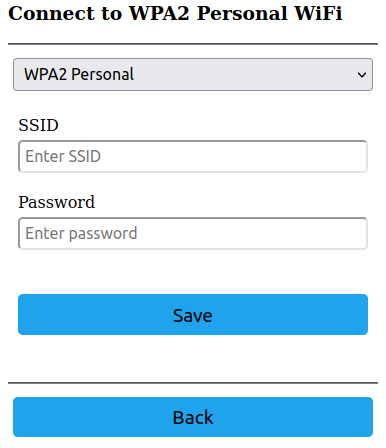 Connect to WPA2 Personal WiFi
WPA2 Personal
SSID
Enter SSID
Password
Enter password
Save
Back